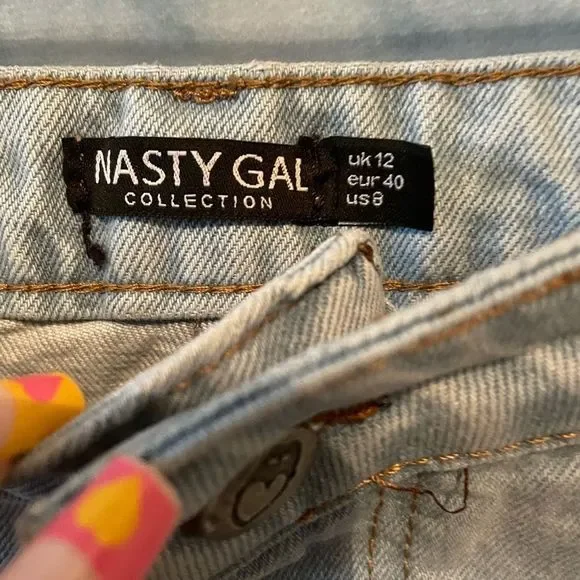 NASTY GAL
COLLECTION
uk 12
eur 40
us 8